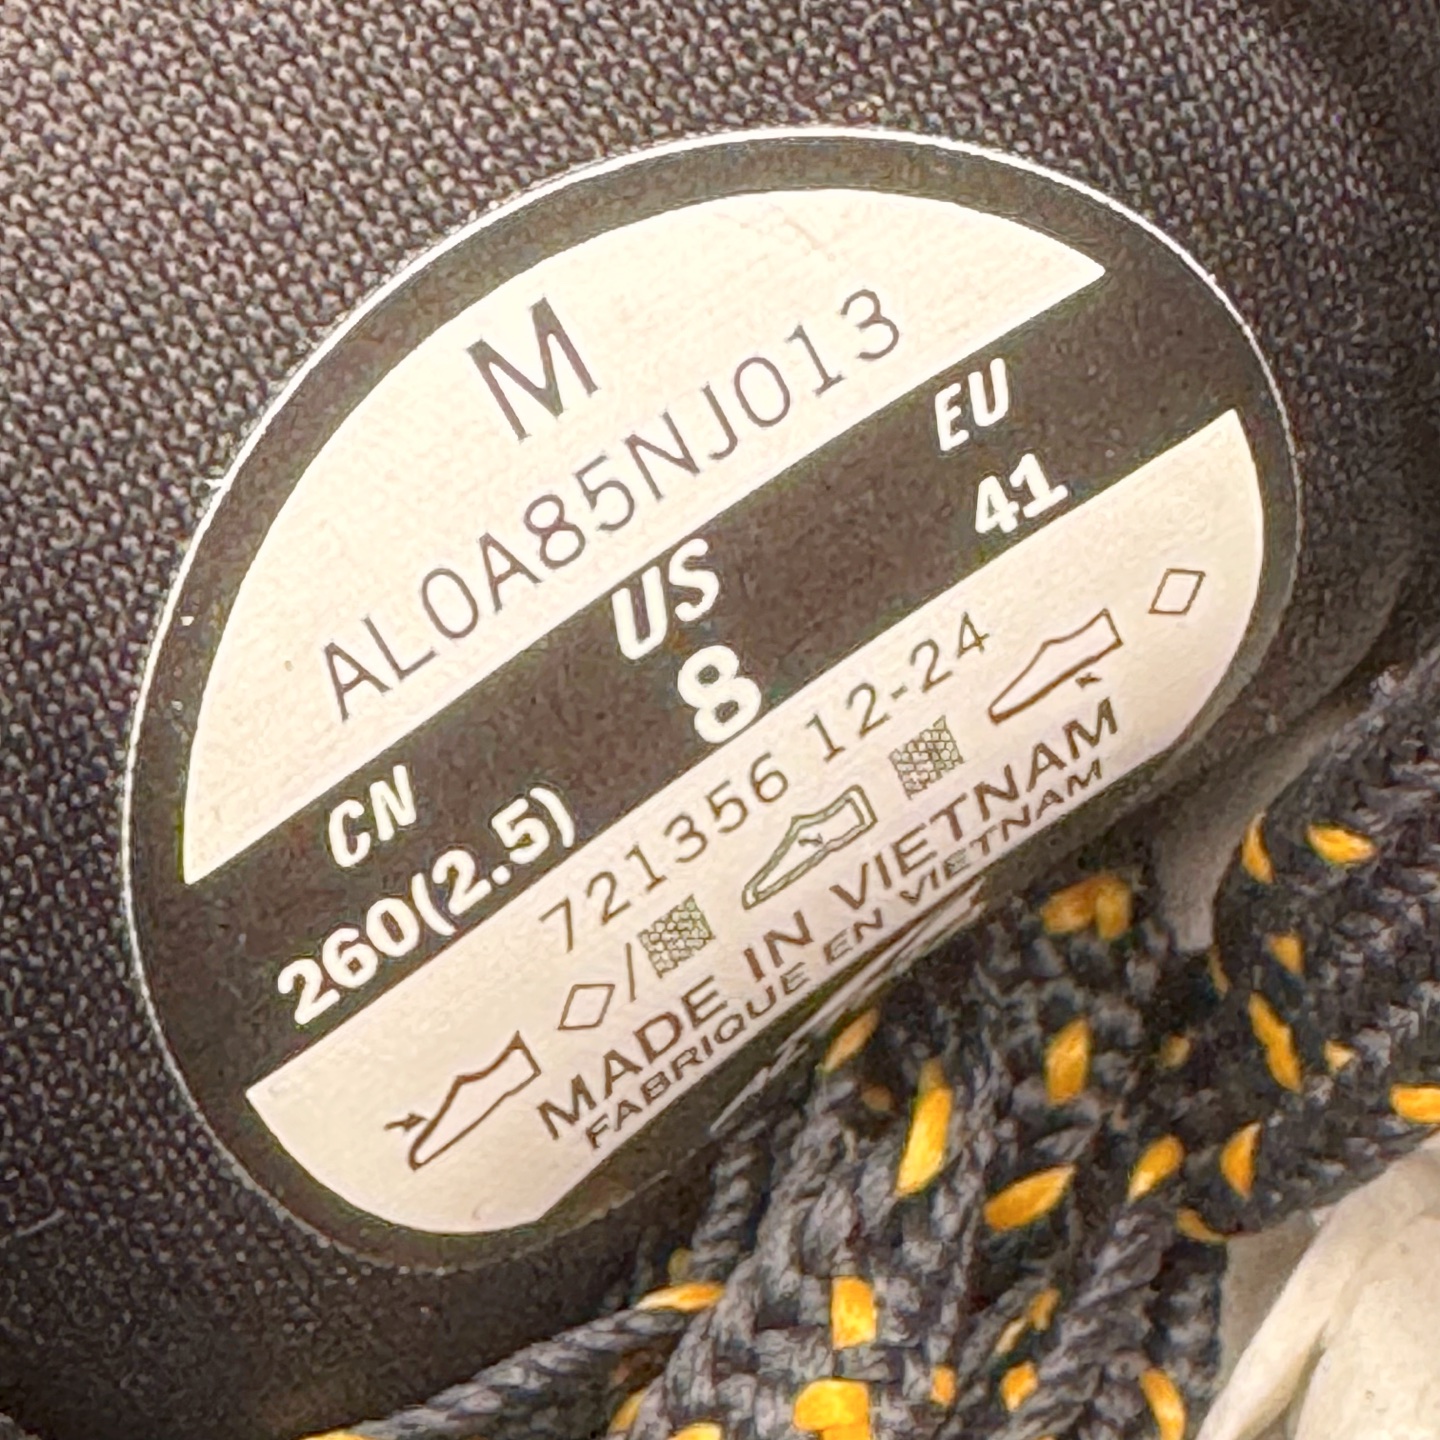 M
AL0A85NJ013
CN US EU
260(2.5) 8 41
721356 12-24
MADE IN VIETNAM
FABRIQUE EN VIETNAM